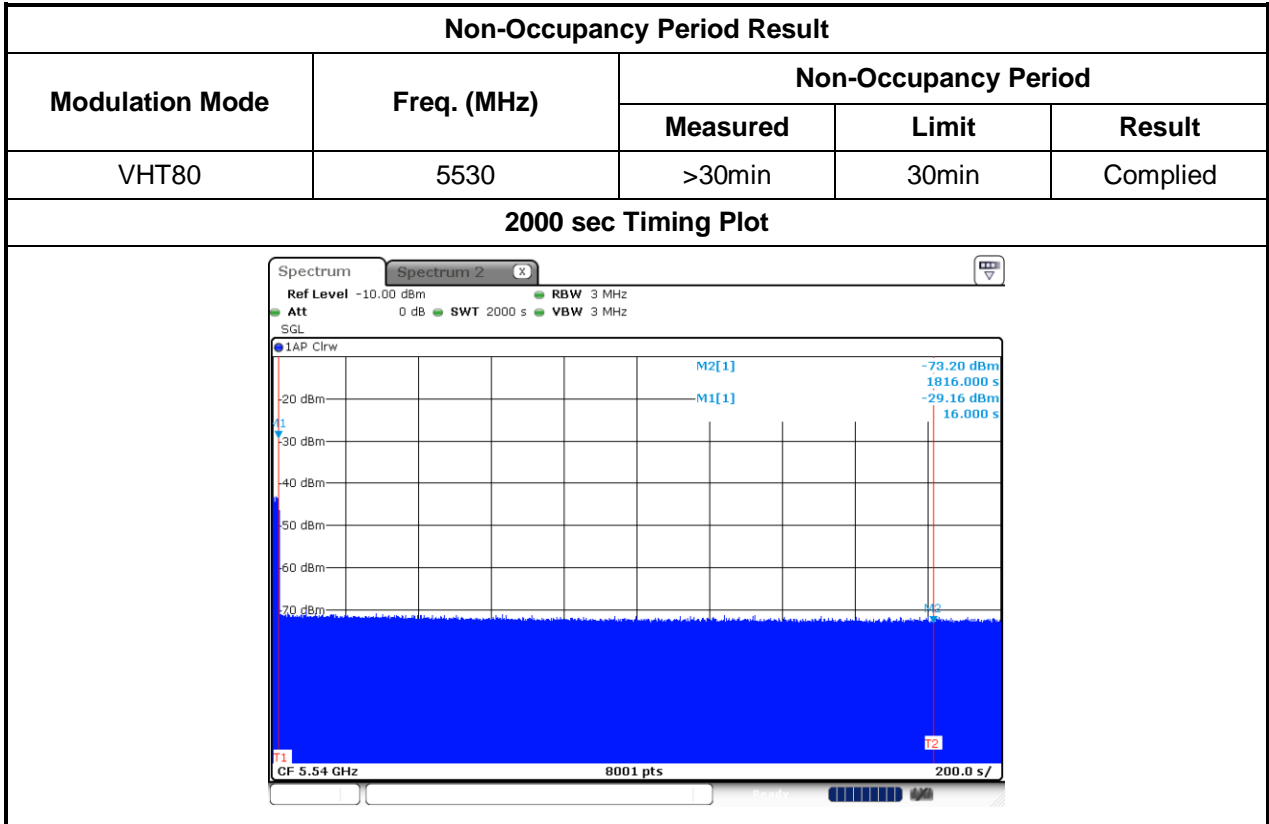 Non-Occupancy Period Result
Modulation Mode Freq. (MHz) Non-Occupancy Period
Measured Limit Result
VHT80 5530 >30min 30min Complied
2000 sec Timing Plot
Spectrum Spectrum 2 X
Ref Level -10.00 dBm RBW 3 MHz
Att 0 dB SWT 2000 s VBW 3 MHz
SGL
1AP Clrw
M2[1] -73.20 dBm
1816.000 s
-20 dBm M1[1] -29.16 dBm
16.000 s
M1
-30 dBm
-40 dBm
-50 dBm
-60 dBm
-70 dBm M2
T1 T2
CF 5.54 GHz 8001 pts 200.0 s/
Ready